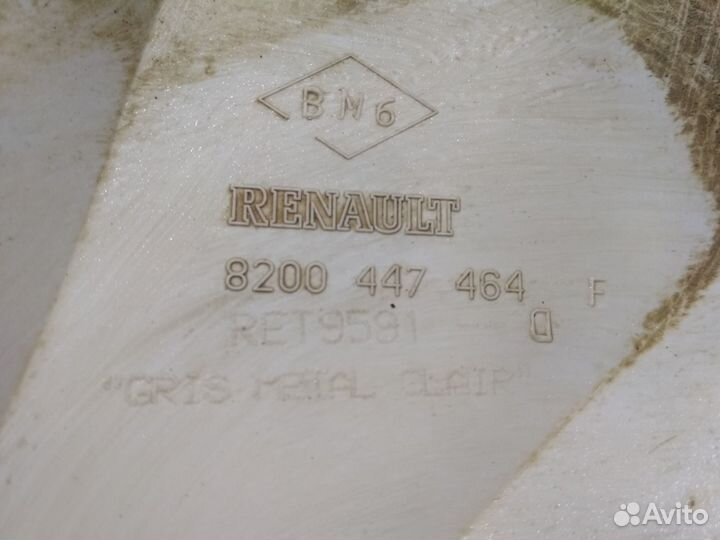 BM6
RENAULT
8200 447 464 F
RET9591 D
"GRIS METAL CLAIR"
Avito